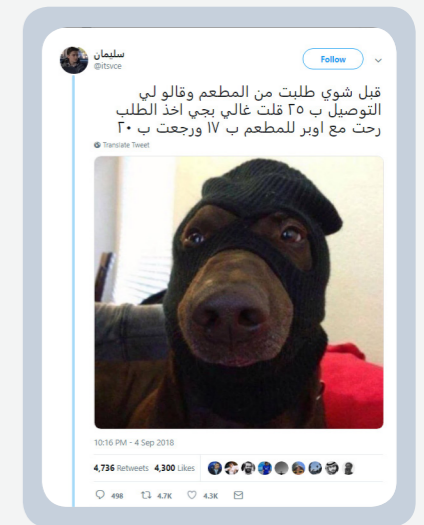 سليمان
@itsvce
Follow
قبل شوي طلبت من المطعم وقالو لي
التوصيل ب ٢٥ قلت غالي بجي اخذ الطلب
رحت مع اوبر للمطعم ب ١٧ ورجعت ب ٢٠
Translate Tweet
10:16 PM - 4 Sep 2018
4,736 Retweets 4,300 Likes
498 4.7K 4.3K